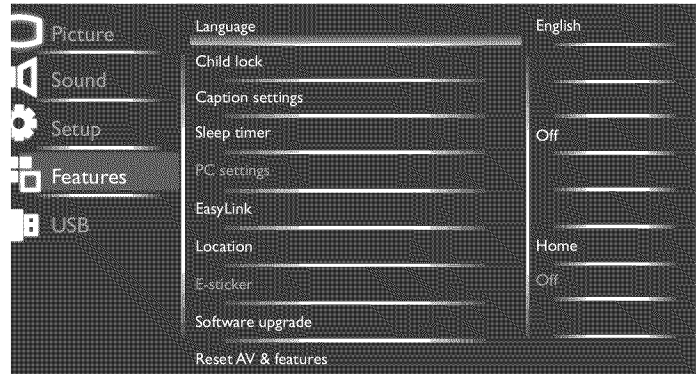 Picture
Sound
Setup
Features
USB
Language
Child lock
Caption settings
Sleep timer
PC settings
EasyLink
Location
E-sticker
Software upgrade
Reset AV & features
English
Off
Home
Off